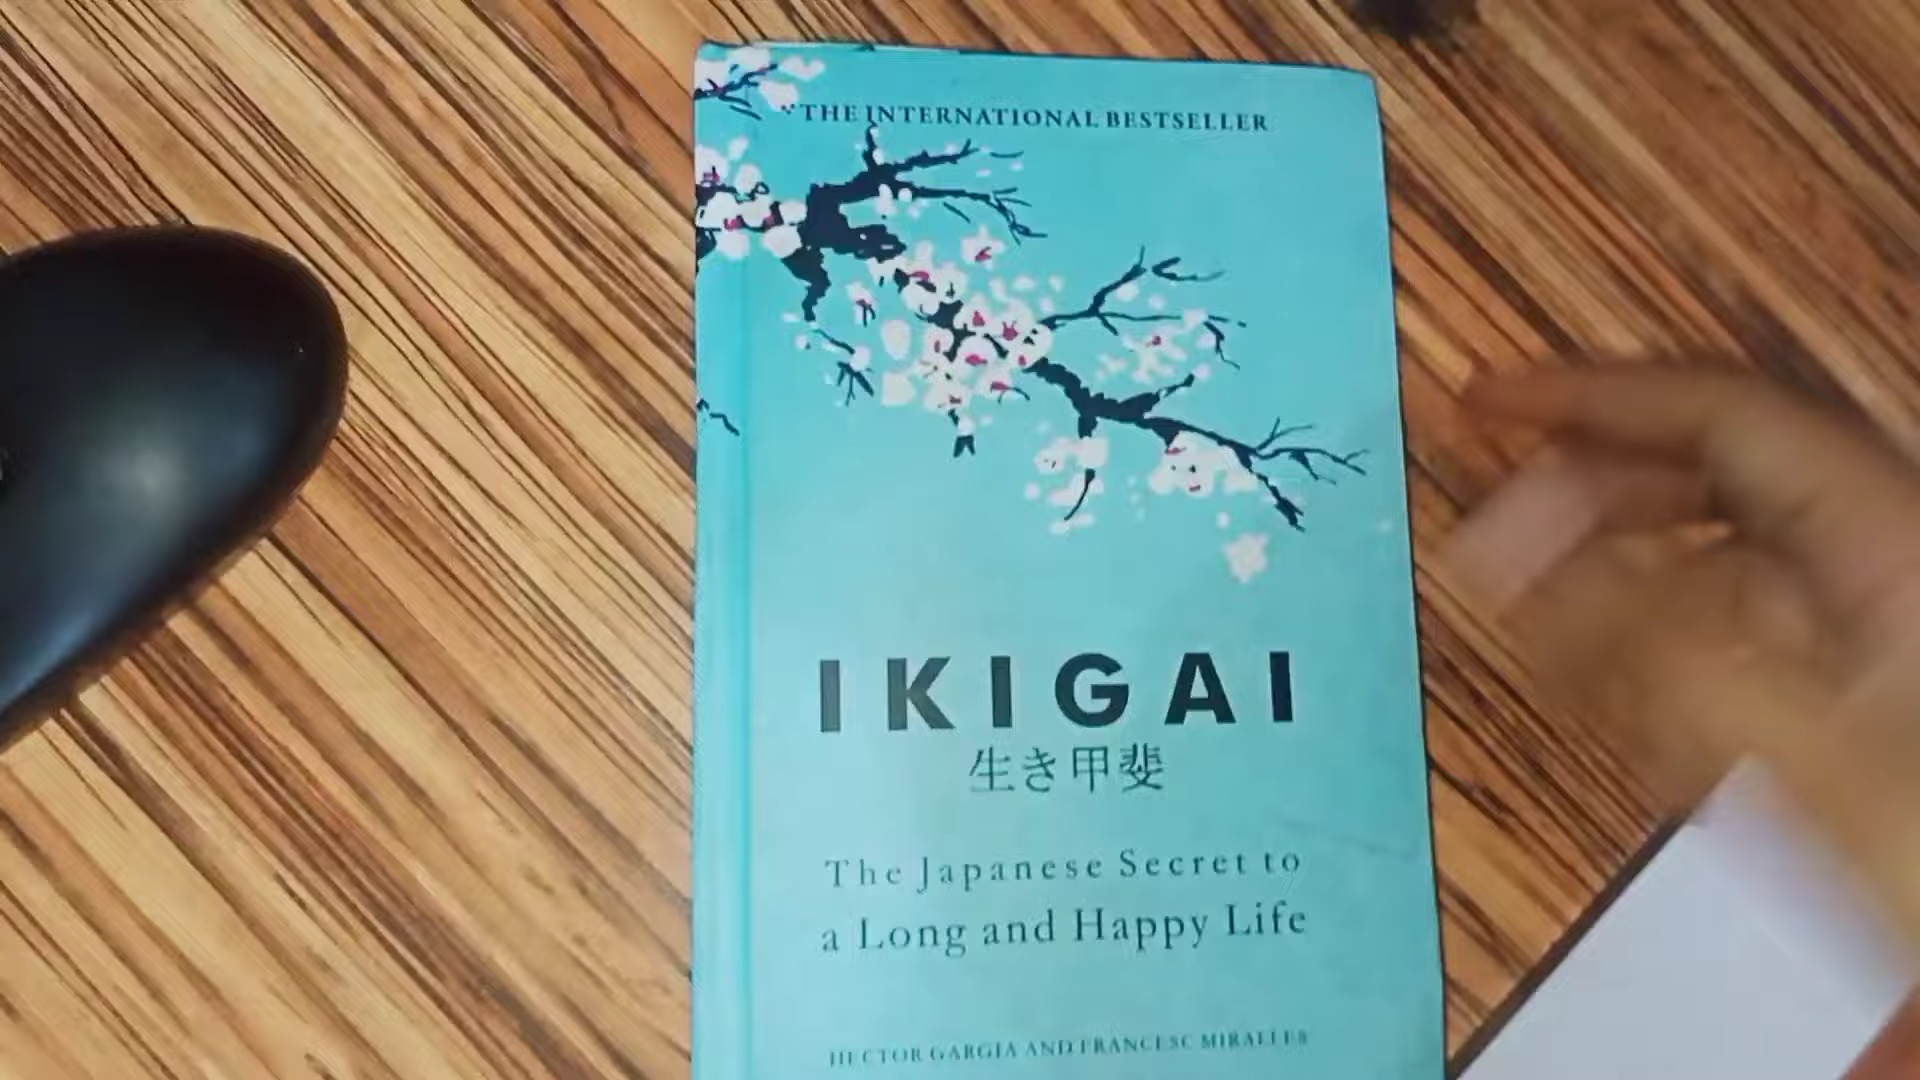 THE INTERNATIONAL BESTSELLER
IKIGAI
生き甲斐
The Japanese Secret to
a Long and Happy Life
HECTOR GARGIA AND FRANCESC MIRALLES